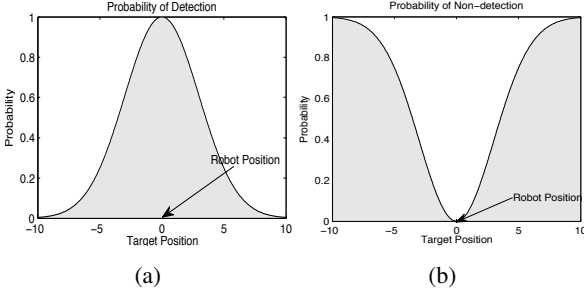 Probability of Detection
1
0.8
0.6
0.4
0.2
0
Probability
Robot Position
−10
−5
0
5
10
Target Position
(a)
Probability of Non−detection
1
0.8
0.6
0.4
0.2
0
Probability
Robot Position
−10
−5
0
5
10
Target Position
(b)